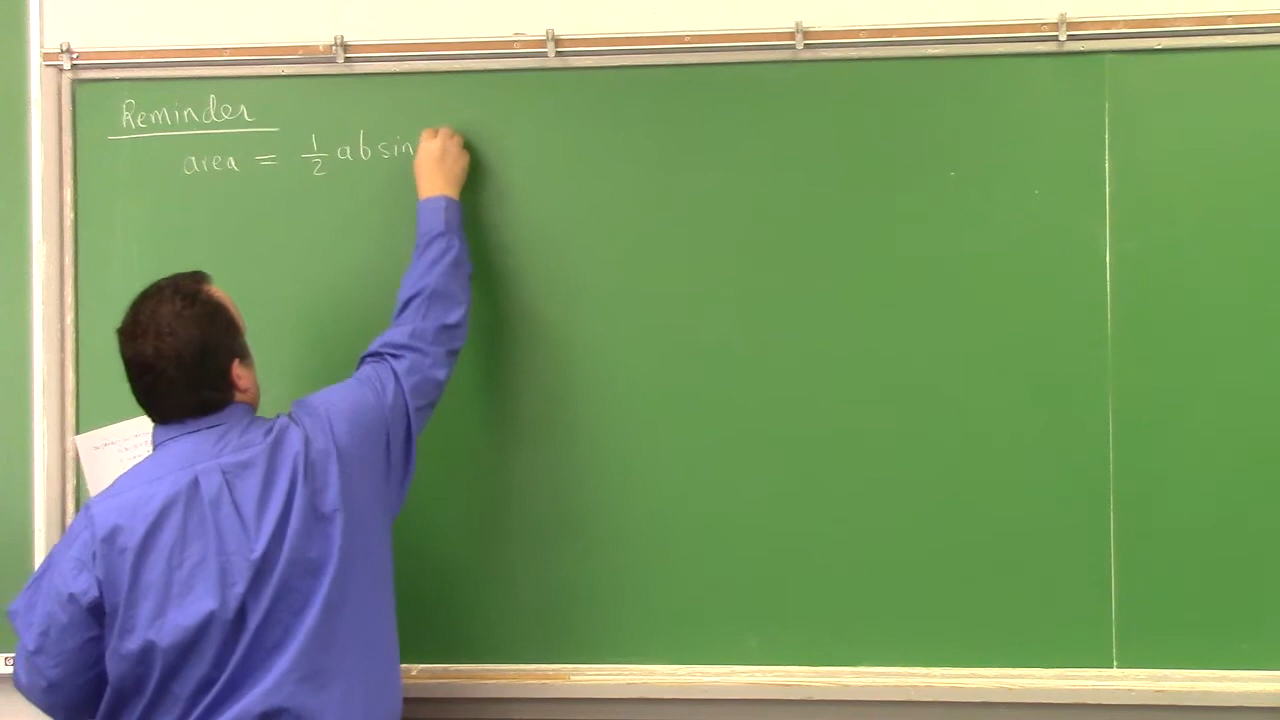 Reminder
area = 1/2 ab sin